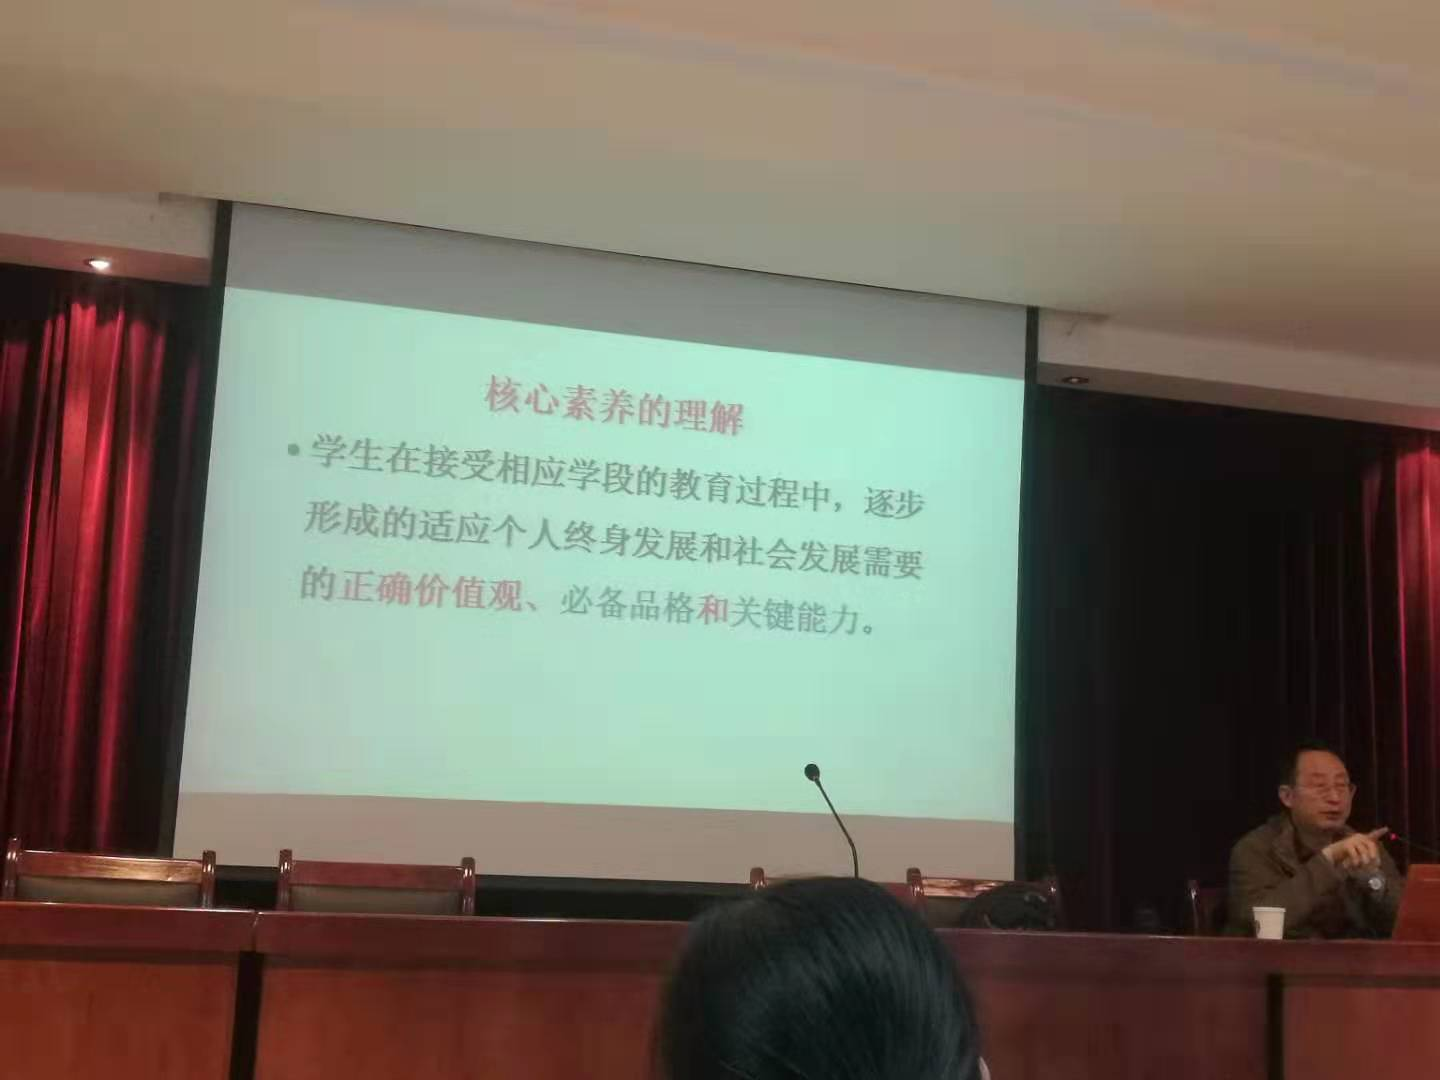 核心素养的理解
• 学生在接受相应学段的教育过程中，逐步
形成的适应个人终身发展和社会发展需要
的正确价值观、必备品格和关键能力。